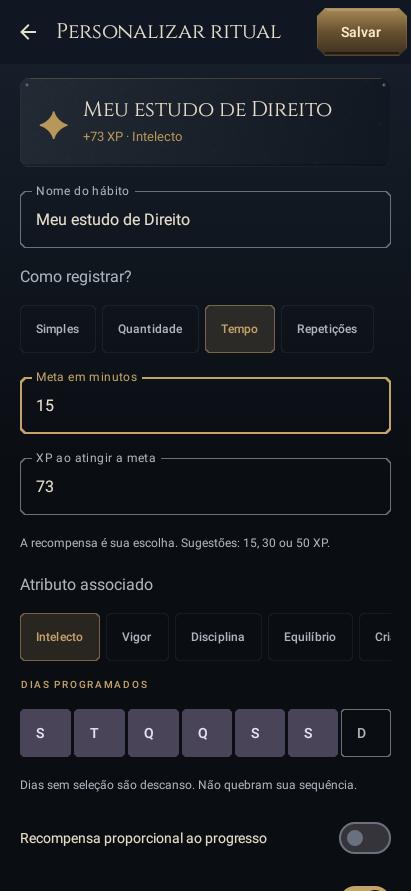 Personalizar ritual
Salvar
Meu estudo de Direito
+73 XP · Intelecto
Nome do hábito
Meu estudo de Direito
Como registrar?
Simples
Quantidade
Tempo
Repetições
Meta em minutos
15
XP ao atingir a meta
73
A recompensa é sua escolha. Sugestões: 15, 30 ou 50 XP.
Atributo associado
Intelecto
Vigor
Disciplina
Equilíbrio
Cri
DIAS PROGRAMADOS
S T Q Q S S D
Dias sem seleção são descanso. Não quebram sua sequência.
Recompensa proporcional ao progresso